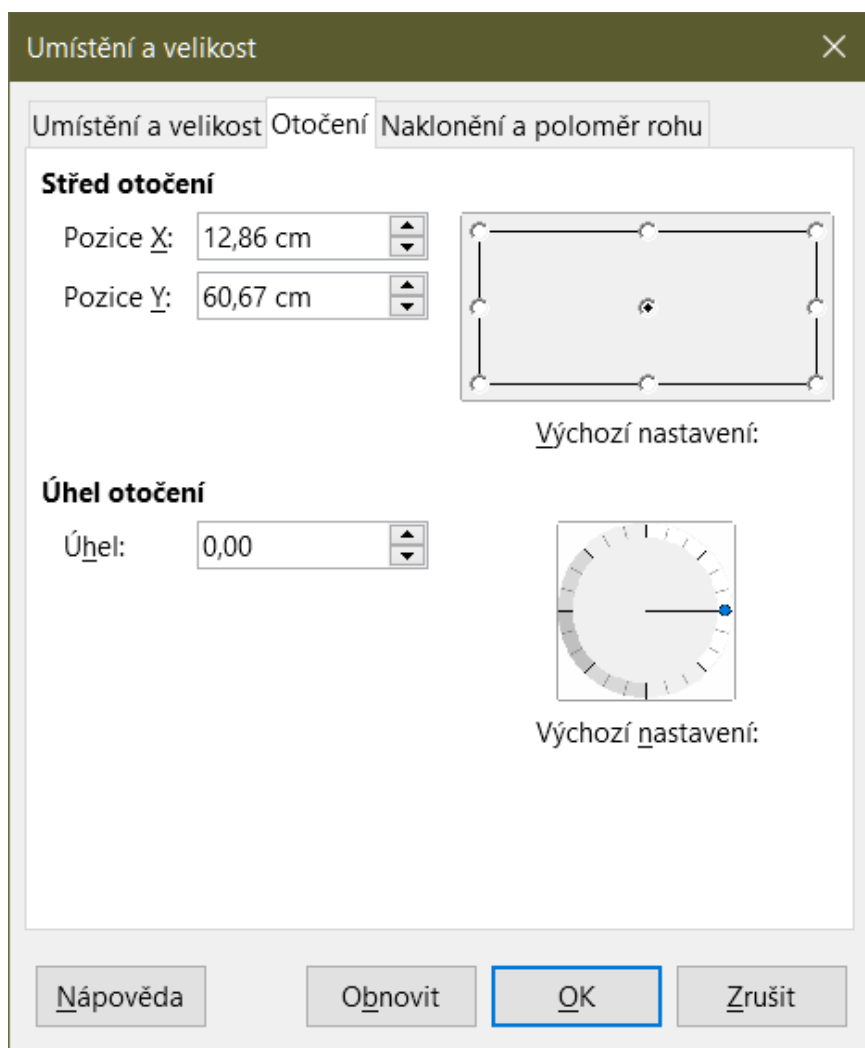 Umístění a velikost
Umístění a velikost Otočení Naklonění a poloměr rohu
Střed otočení
Pozice X: 12,86 cm
Pozice Y: 60,67 cm
Výchozí nastavení:
Úhel otočení
Úhel: 0,00
Výchozí nastavení:
Nápověda Obnovit OK Zrušit